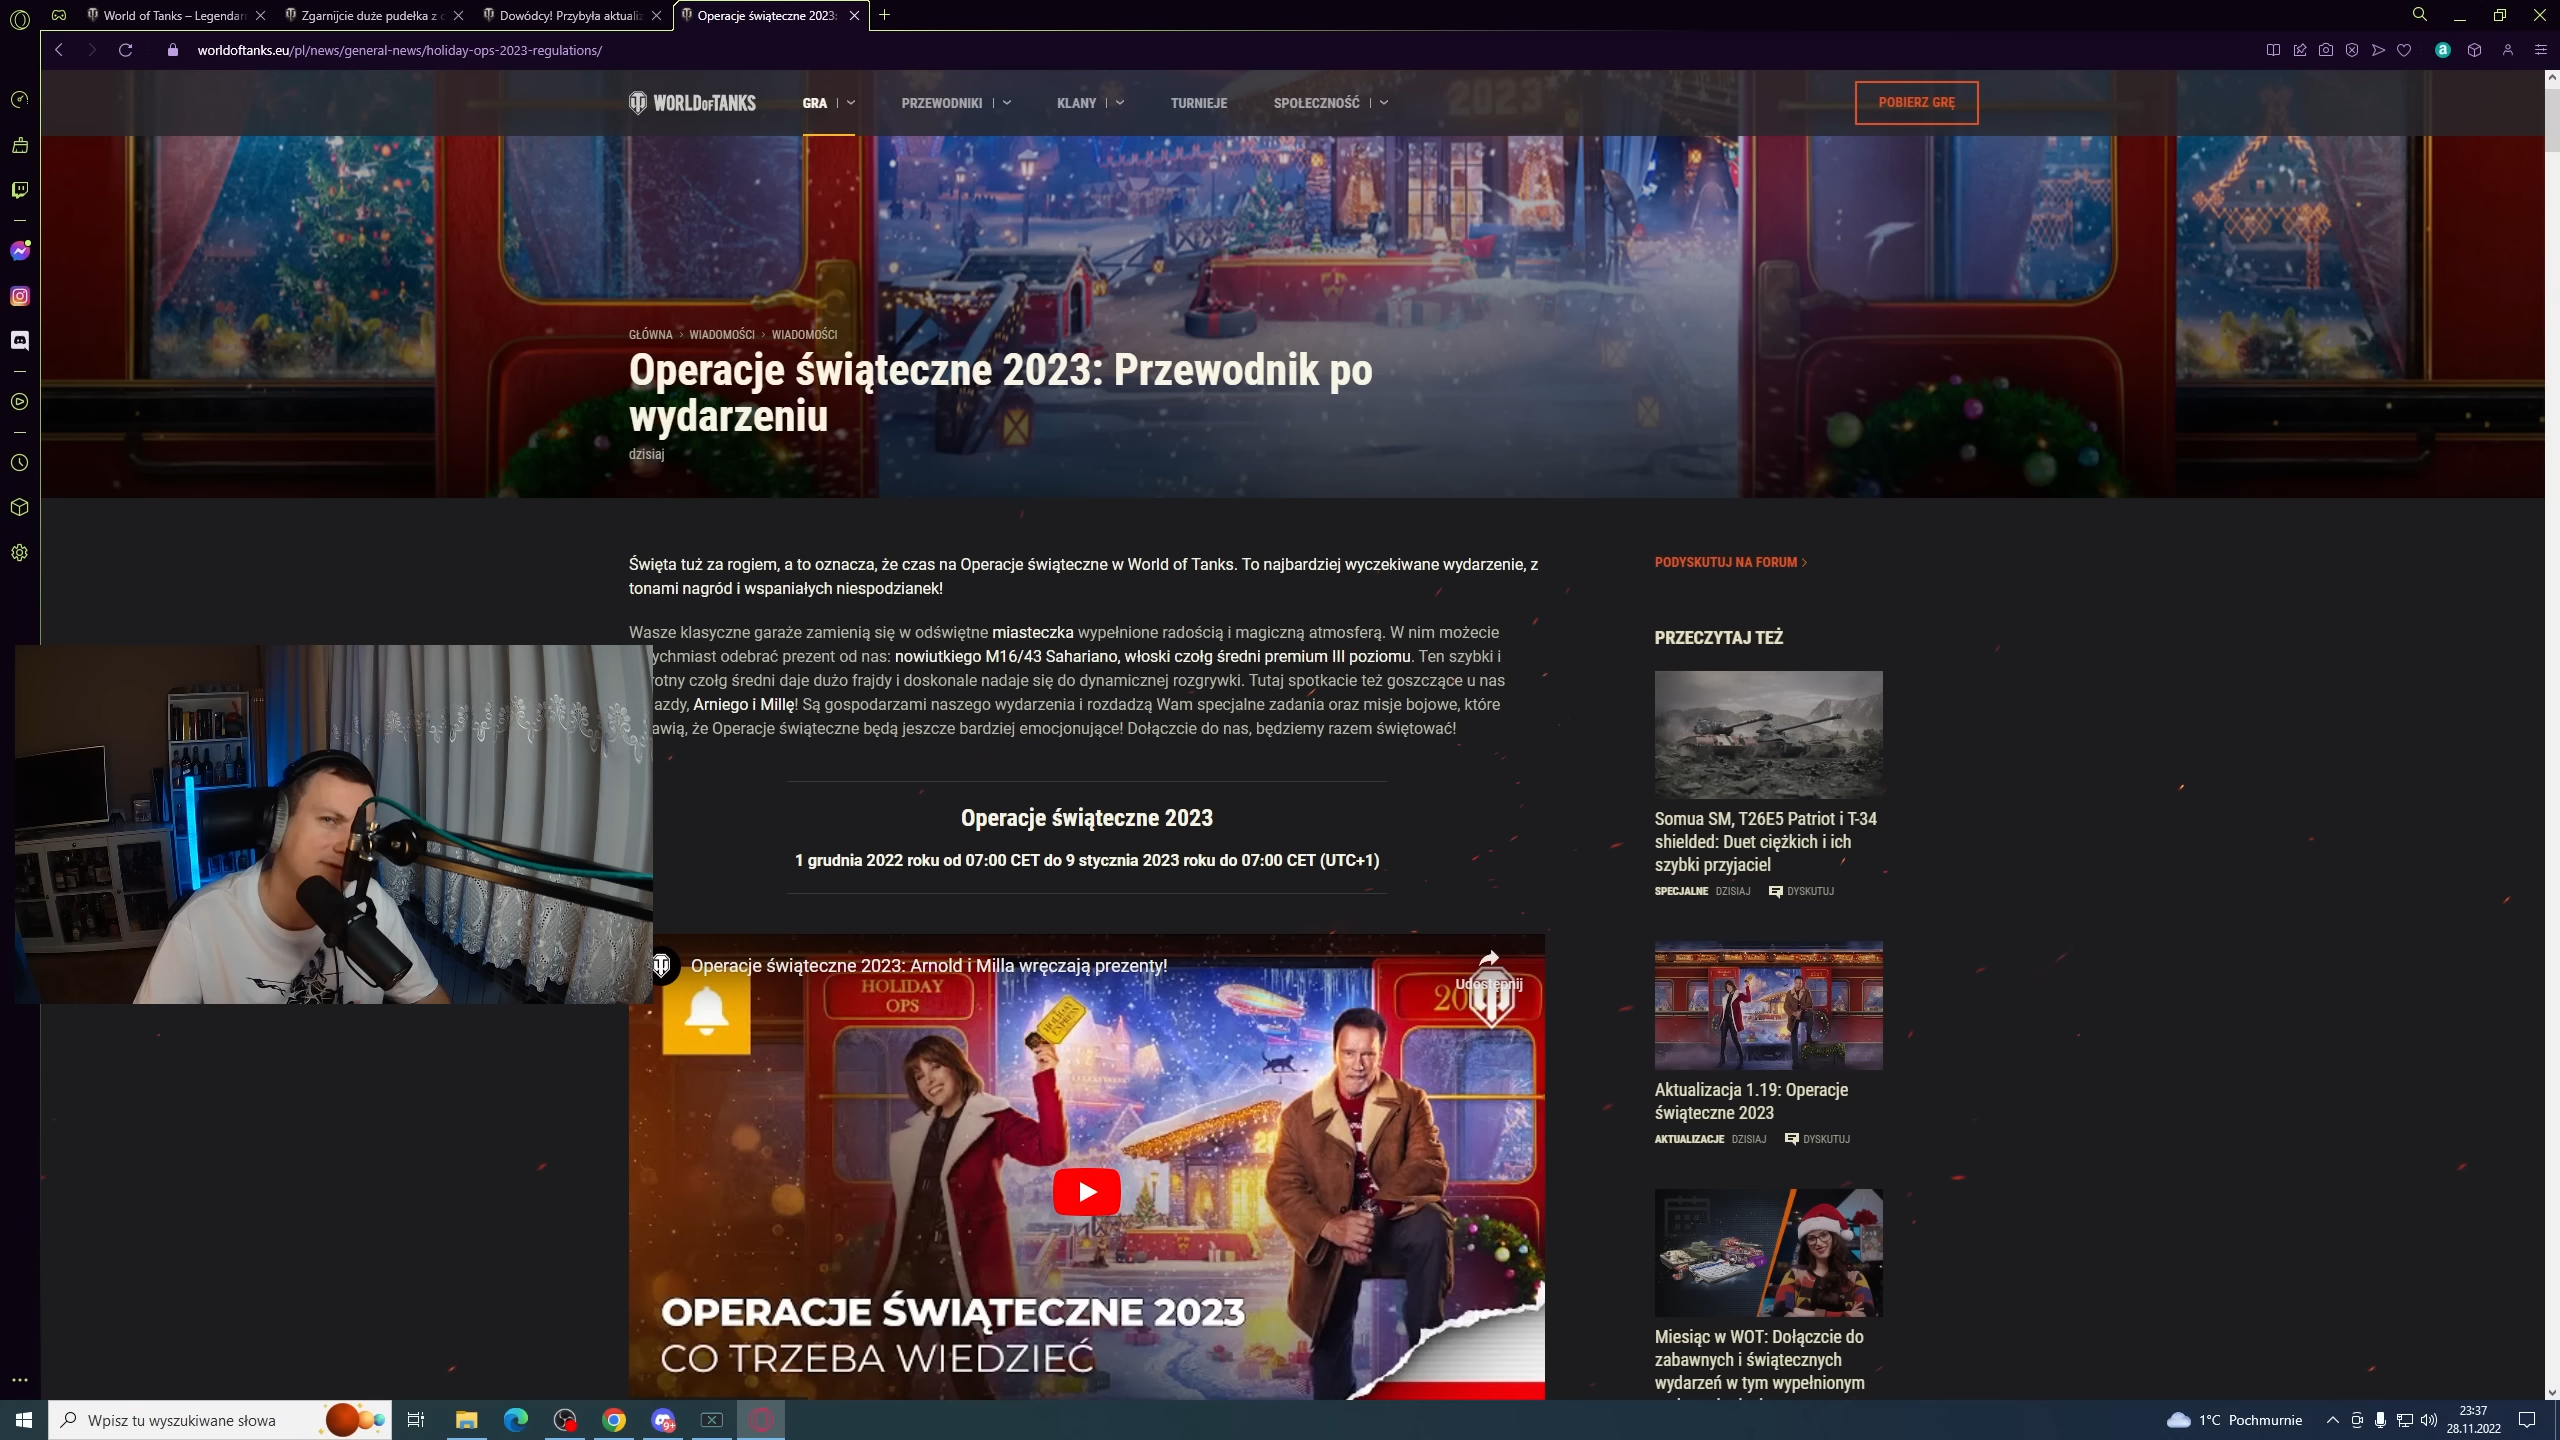 World of Tanks – Legendarn
Zgarnijcie duże pudełka z c
Dowódcy! Przybyła aktualiz
Operacje świąteczne 2023:
worldoftanks.eu/pl/news/general-news/holiday-ops-2023-regulations/
WORLD OF TANKS
GRA
PRZEWODNIKI
KLANY
TURNIEJE
SPOŁECZNOŚĆ
2023
POBIERZ GRĘ
GŁÓWNA > WIADOMOŚCI > WIADOMOŚCI
Operacje świąteczne 2023: Przewodnik po
wydarzeniu
dzisiaj
Święta tuż za rogiem, a to oznacza, że czas na Operacje świąteczne w World of Tanks. To najbardziej wyczekiwane wydarzenie, z
tonami nagród i wspaniałych niespodzianek!
Wasze klasyczne garaże zamienią się w odświętne miasteczka wypełnione radością i magiczną atmosferą. W nim możecie
ychmiast odebrać prezent od nas: nowiutkiego M16/43 Sahariano, włoski czołg średni premium III poziomu. Ten szybki i
rotny czołg średni daje dużo frajdy i doskonale nadaje się do dynamicznej rozgrywki. Tutaj spotkacie też goszczące u nas
azdy, Arniego i Millę! Są gospodarzami naszego wydarzenia i rozdadzą Wam specjalne zadania oraz misje bojowe, które
awią, że Operacje świąteczne będą jeszcze bardziej emocjonujące! Dołączcie do nas, będziemy razem świętować!
Operacje świąteczne 2023
1 grudnia 2022 roku od 07:00 CET do 9 stycznia 2023 roku do 07:00 CET (UTC+1)
Operacje świąteczne 2023: Arnold i Milla wręczają prezenty!
Udostępnij
HOLIDAY
OPS
20
HOLIDAY
EXPRESS
OPERACJE ŚWIĄTECZNE 2023
CO TRZEBA WIEDZIEĆ
PODYSKUTUJ NA FORUM >
PRZECZYTAJ TEŻ
Somua SM, T26E5 Patriot i T-34
shielded: Duet ciężkich i ich
szybki przyjaciel
SPECJALNE DZISIAJ DYSKUTUJ
Aktualizacja 1.19: Operacje
świąteczne 2023
AKTUALIZACJE DZISIAJ DYSKUTUJ
Miesiąc w WOT: Dołączcie do
zabawnych i świątecznych
wydarzeń w tym wypełnionym
Wpisz tu wyszukiwane słowa
9+
1°C Pochmurnie
23:37
28.11.2022